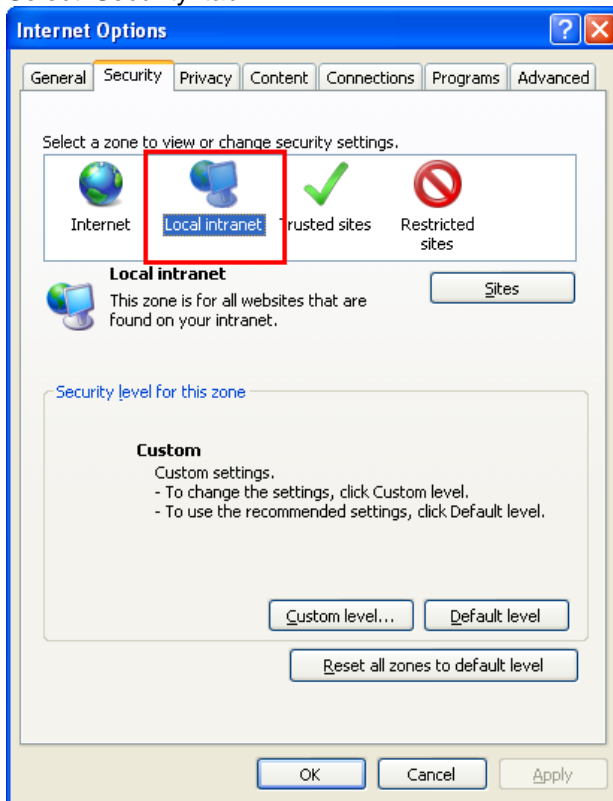 Internet Options
General Security Privacy Content Connections Programs Advanced
Select a zone to view or change security settings.
Internet Local intranet Trusted sites Restricted
sites
Local intranet
This zone is for all websites that are
found on your intranet.
Sites
Security level for this zone
Custom
Custom settings.
- To change the settings, click Custom level.
- To use the recommended settings, click Default level.
Custom level... Default level
Reset all zones to default level
OK Cancel Apply